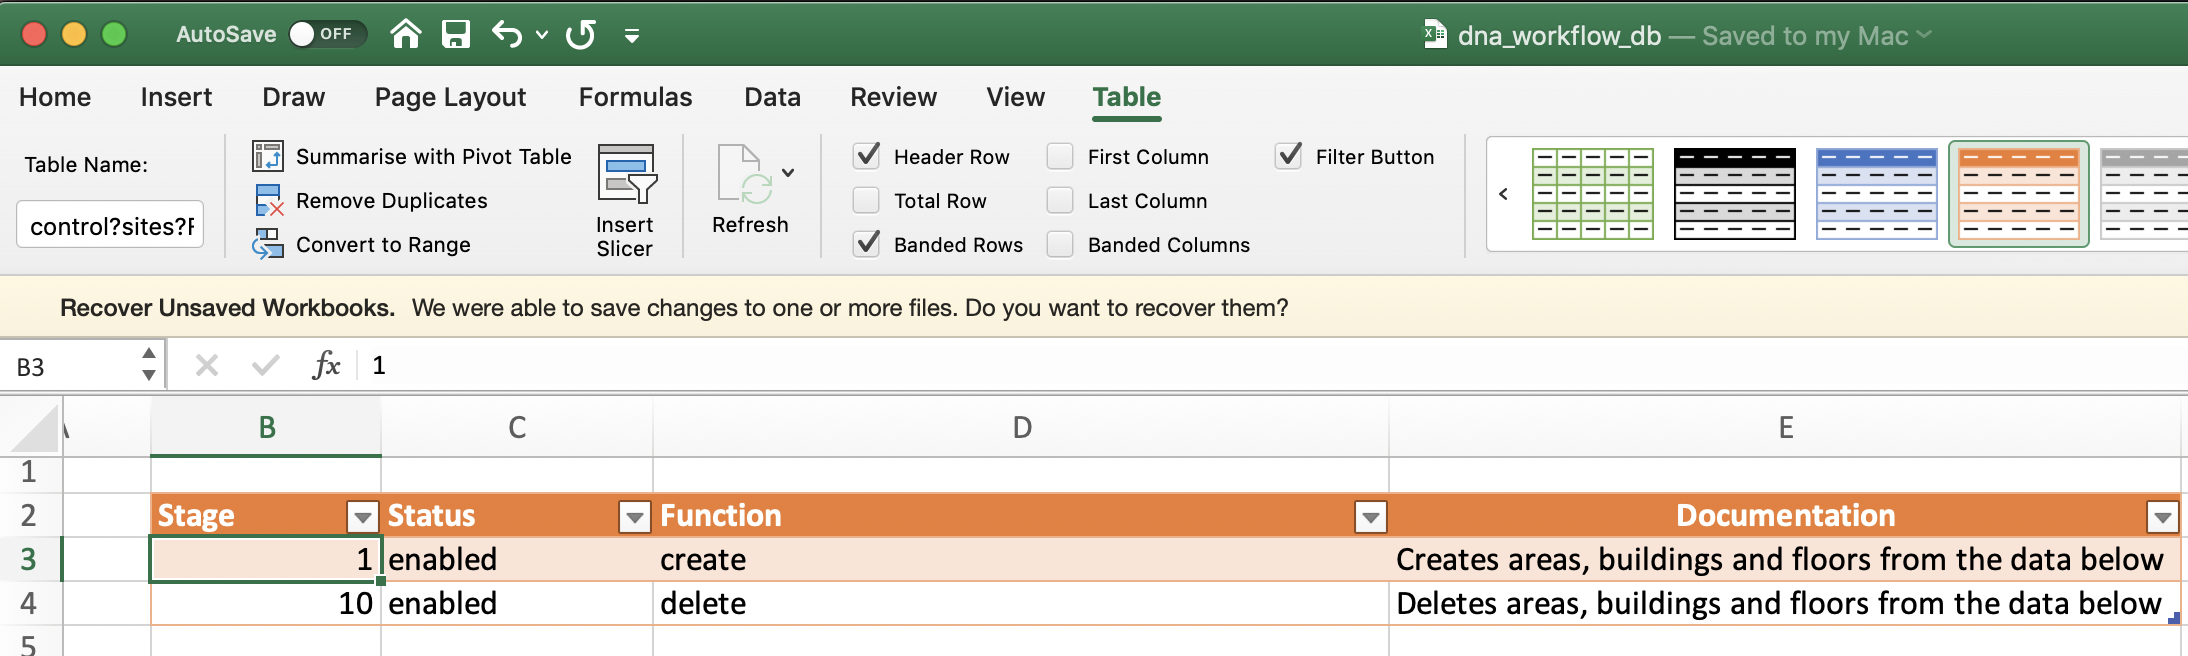 AutoSave OFF dna_workflow_db — Saved to my Mac
Home Insert Draw Page Layout Formulas Data Review View Table
Table Name:
control?sites?F
Summarise with Pivot Table
Remove Duplicates
Convert to Range
Insert
Slicer
Refresh
Header Row First Column Filter Button
Total Row Last Column
Banded Rows Banded Columns
Recover Unsaved Workbooks. We were able to save changes to one or more files. Do you want to recover them?
B3 fx 1
B C D E
1
2 Stage Status Function Documentation
3 1 enabled create Creates areas, buildings and floors from the data below
4 10 enabled delete Deletes areas, buildings and floors from the data below
5